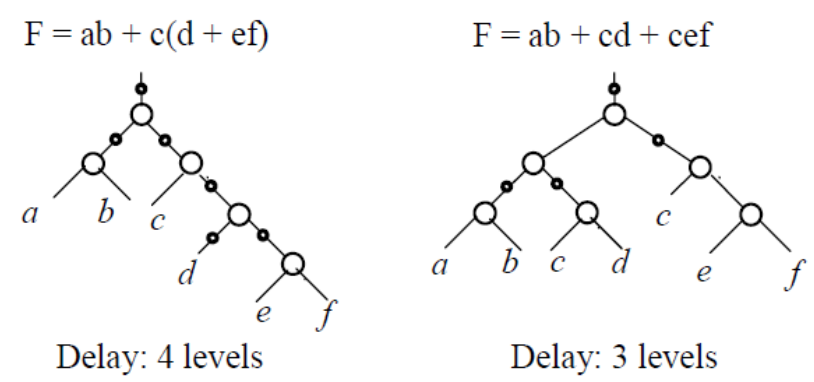 F = ab + c(d + ef)
F = ab + cd + cef
a
b
c
d
e
f
a
b
c
d
c
e
f
Delay: 4 levels
Delay: 3 levels